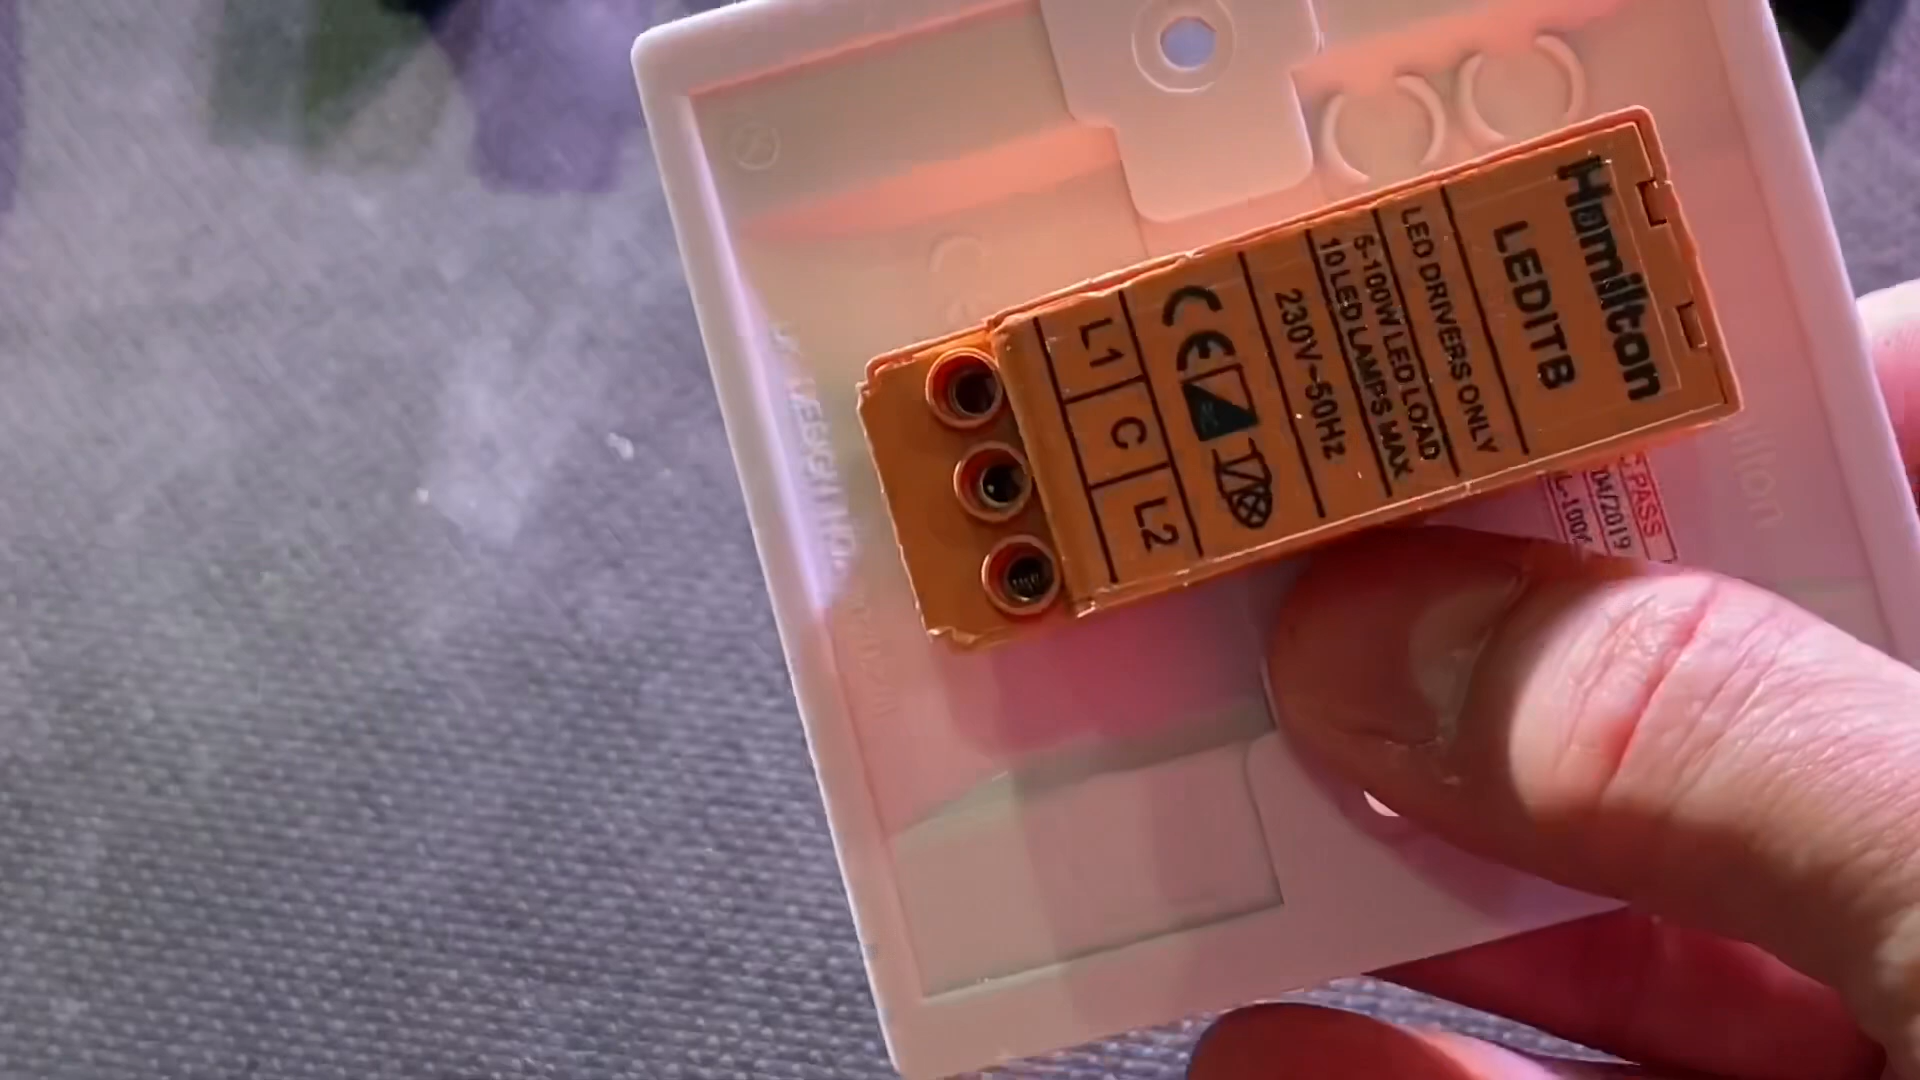 Hamilton
LEDITB
LED DRIVERS ONLY
5-100W LED LOAD
10 LED LAMPS MAX
230V~50Hz
CE
L1 C L2
PASS
04/2019